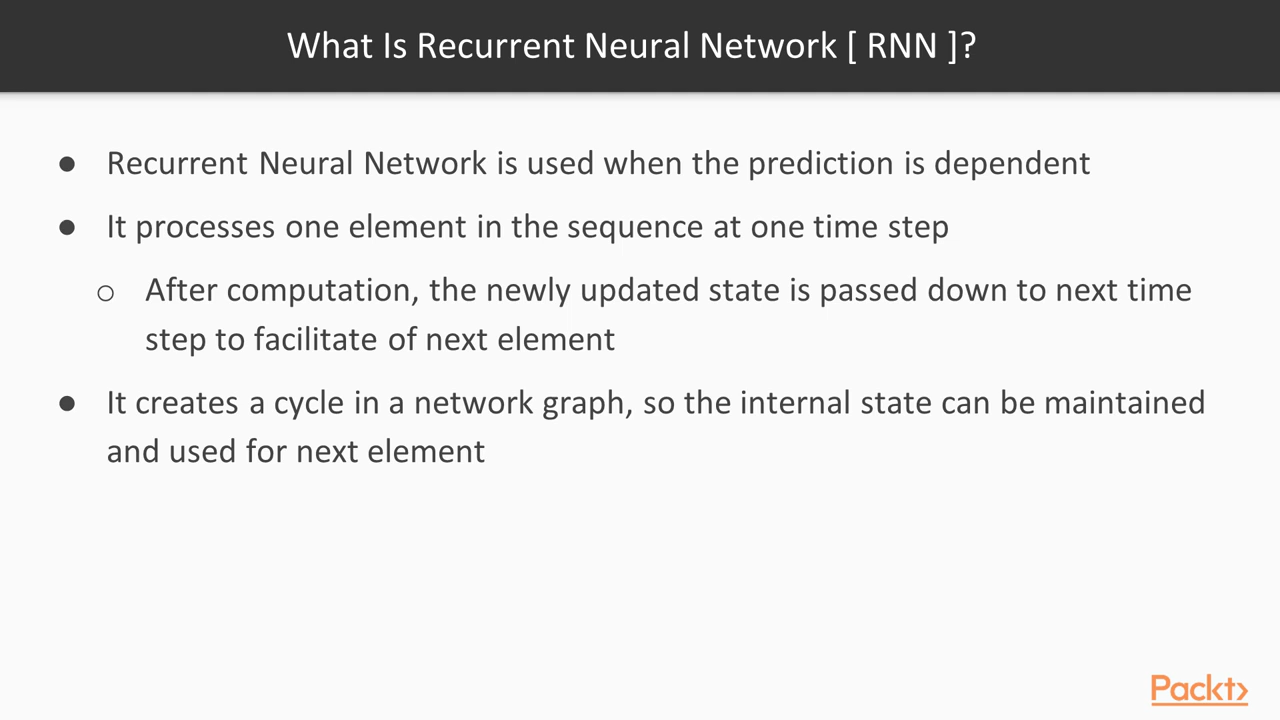 What Is Recurrent Neural Network [ RNN ]?
● Recurrent Neural Network is used when the prediction is dependent
● It processes one element in the sequence at one time step
○ After computation, the newly updated state is passed down to next time
step to facilitate of next element
● It creates a cycle in a network graph, so the internal state can be maintained
and used for next element
Packt>